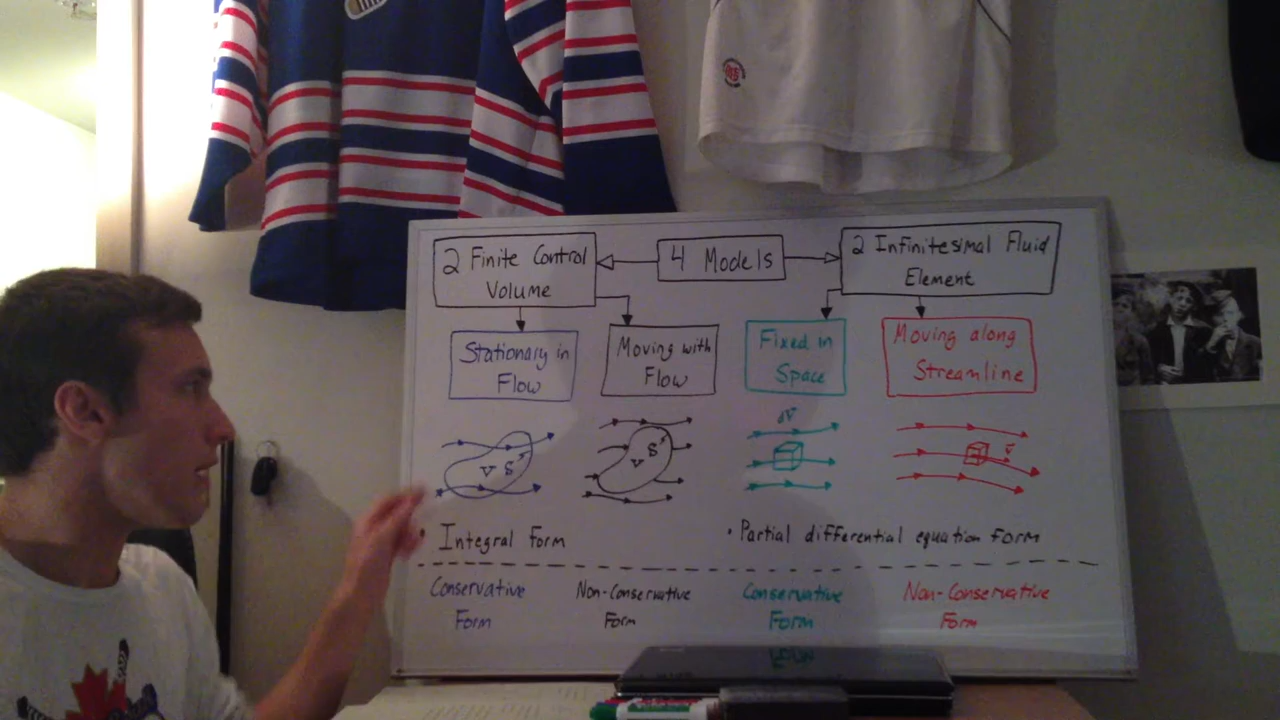 2 Finite Control
Volume
4 Models
2 Infinitesimal Fluid
Element
Stationary in
Flow
Moving with
Flow
Fixed in
Space
Moving along
Streamline
V S
V S
dV
V
• Integral Form
• Partial differential equation form
Conservative
Form
Non-Conservative
Form
Conservative
Form
Non-Conservative
Form